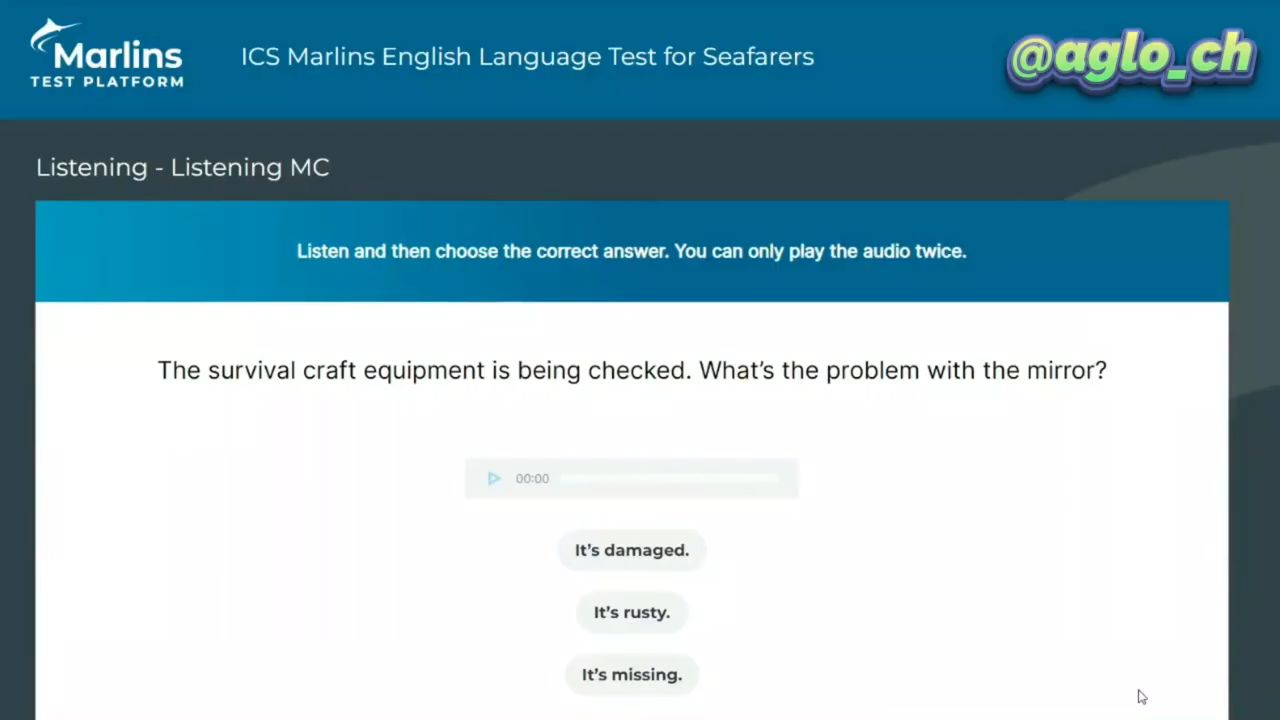 Marlins
TEST PLATFORM
ICS Marlins English Language Test for Seafarers
@aglo_ch
Listening - Listening MC
Listen and then choose the correct answer. You can only play the audio twice.
The survival craft equipment is being checked. What's the problem with the mirror?
00:00
It's damaged.
It's rusty.
It's missing.